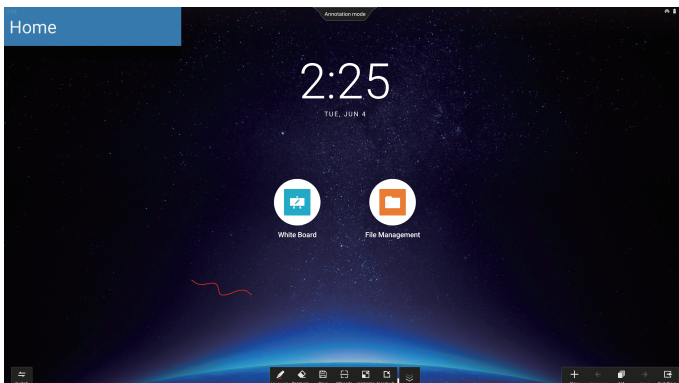 Annotation mode
Home
2:25
TUE, JUN 4
White Board
File Management